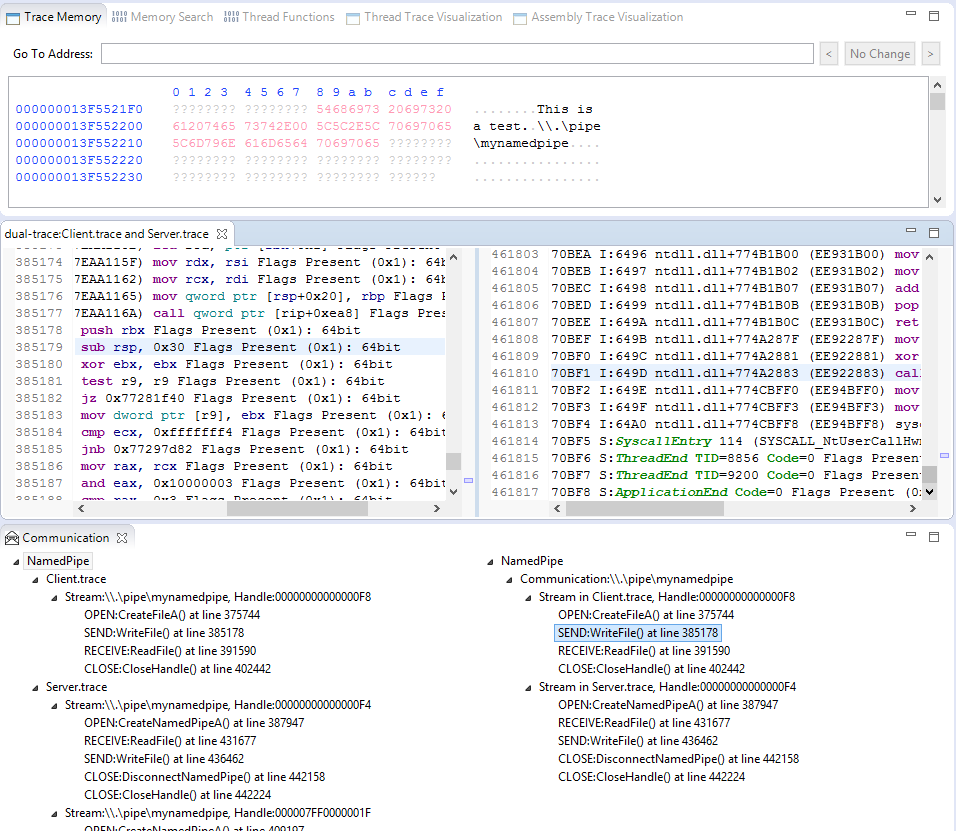 Trace Memory Memory Search Thread Functions Thread Trace Visualization Assembly Trace Visualization
Go To Address: < No Change >
0 1 2 3 4 5 6 7 8 9 a b c d e f
000000013F5521F0 ???????? ???????? 54686973 20697320 ........This is
000000013F552200 61207465 73742E00 5C5C2E5C 70697065 a test..\\.\pipe
000000013F552210 5C6D796E 616D6564 70697065 ???????? \mynamedpipe....
000000013F552220 ???????? ???????? ???????? ???????? ................
000000013F552230 ???????? ???????? ???????? ?????? ................
dual-trace:Client.trace and Server.trace
385174 7EAA115F) mov rdx, rsi Flags Present (0x1): 64b
385175 7EAA1162) mov rcx, rdi Flags Present (0x1): 64b
385176 7EAA1165) mov qword ptr [rsp+0x20], rbp Flags P
385177 7EAA116A) call qword ptr [rip+0xea8] Flags Pres
385178 push rbx Flags Present (0x1): 64bit
385179 sub rsp, 0x30 Flags Present (0x1): 64bit
385180 xor ebx, ebx Flags Present (0x1): 64bit
385181 test r9, r9 Flags Present (0x1): 64bit
385182 jz 0x77281f40 Flags Present (0x1): 64bit
385183 mov dword ptr [r9], ebx Flags Present (0x1): 6
385184 cmp ecx, 0xfffffff4 Flags Present (0x1): 64bit
385185 jnb 0x77297d82 Flags Present (0x1): 64bit
385186 mov rax, rcx Flags Present (0x1): 64bit
385187 and eax, 0x10000003 Flags Present (0x1): 64bit
385188 cmp rax, 0x3 Flags Present (0x1): 64bit
461803 70BEA I:6496 ntdll.dll+774B1B00 (EE931B00) mov
461804 70BEB I:6497 ntdll.dll+774B1B02 (EE931B02) mov
461805 70BEC I:6498 ntdll.dll+774B1B07 (EE931B07) add
461806 70BED I:6499 ntdll.dll+774B1B0B (EE931B0B) pop
461807 70BEE I:649A ntdll.dll+774B1B0C (EE931B0C) ret
461808 70BEF I:649B ntdll.dll+774A287F (EE92287F) mov
461809 70BF0 I:649C ntdll.dll+774A2881 (EE922881) xor
461810 70BF1 I:649D ntdll.dll+774A2883 (EE922883) cal
461811 70BF2 I:649E ntdll.dll+774CBFF0 (EE94BFF0) mov
461812 70BF3 I:649F ntdll.dll+774CBFF3 (EE94BFF3) mov
461813 70BF4 I:64A0 ntdll.dll+774CBFF8 (EE94BFF8) sys
461814 70BF5 S:SyscallEntry 114 (SYSCALL_NtUserCallHw
461815 70BF6 S:ThreadEnd TID=8856 Code=0 Flags Presen
461816 70BF7 S:ThreadEnd TID=9200 Code=0 Flags Presen
461817 70BF8 S:ApplicationEnd Code=0 Flags Present (0
Communication
NamedPipe
Client.trace
Stream:\\.\pipe\mynamedpipe, Handle:00000000000000F8
OPEN:CreateFileA() at line 375744
SEND:WriteFile() at line 385178
RECEIVE:ReadFile() at line 391590
CLOSE:CloseHandle() at line 402442
Server.trace
Stream:\\.\pipe\mynamedpipe, Handle:00000000000000F4
OPEN:CreateNamedPipeA() at line 387947
RECEIVE:ReadFile() at line 431677
SEND:WriteFile() at line 436462
CLOSE:DisconnectNamedPipe() at line 442158
CLOSE:CloseHandle() at line 442224
Stream:\\.\pipe\mynamedpipe, Handle:000007FF0000001F
OPEN:CreateNamedPipeA() at line 409197
NamedPipe
Communication:\\.\pipe\mynamedpipe
Stream in Client.trace, Handle:00000000000000F8
OPEN:CreateFileA() at line 375744
SEND:WriteFile() at line 385178
RECEIVE:ReadFile() at line 391590
CLOSE:CloseHandle() at line 402442
Stream in Server.trace, Handle:00000000000000F4
OPEN:CreateNamedPipeA() at line 387947
RECEIVE:ReadFile() at line 431677
SEND:WriteFile() at line 436462
CLOSE:DisconnectNamedPipe() at line 442158
CLOSE:CloseHandle() at line 442224